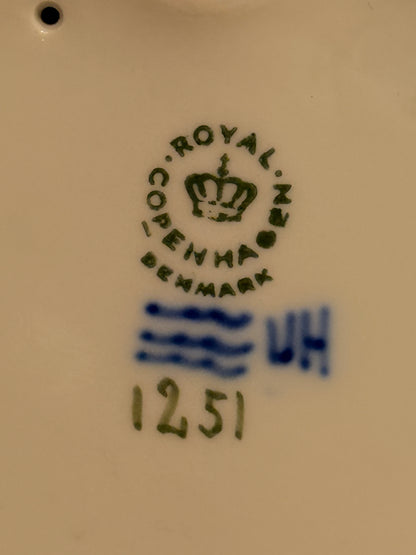 ROYAL
COPENHAGEN
DENMARK
UH
1251